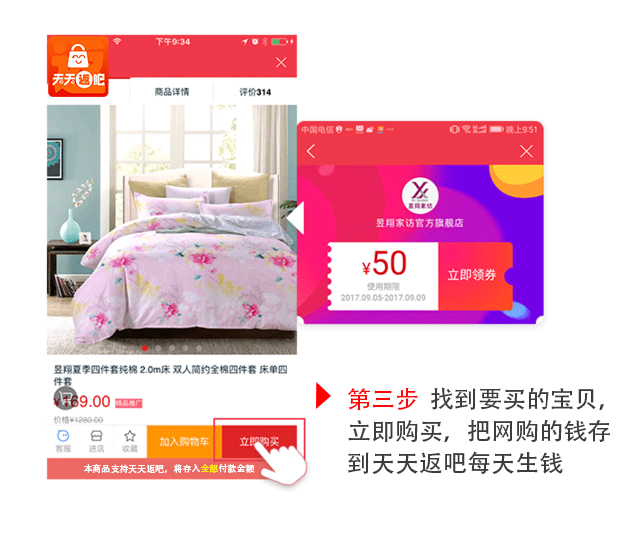 下午9:34
天天返吧
商品详情
评价314
中国电信
晚上9:51
昱翔家访
昱翔家访官方旗舰店
¥50
使用期限
2017.09.05-2017.09.09
立即领券
昱翔夏季四件套纯棉 2.0m床 双人简约全棉四件套 床单四
件套
69.00
精品推广
价格¥1280.00
客服
进店
收藏
加入购物车
立即购买
本商品支持天天返吧，将存入全部付款金额
第三步 找到要买的宝贝，
立即购买，把网购的钱存
到天天返吧每天生钱